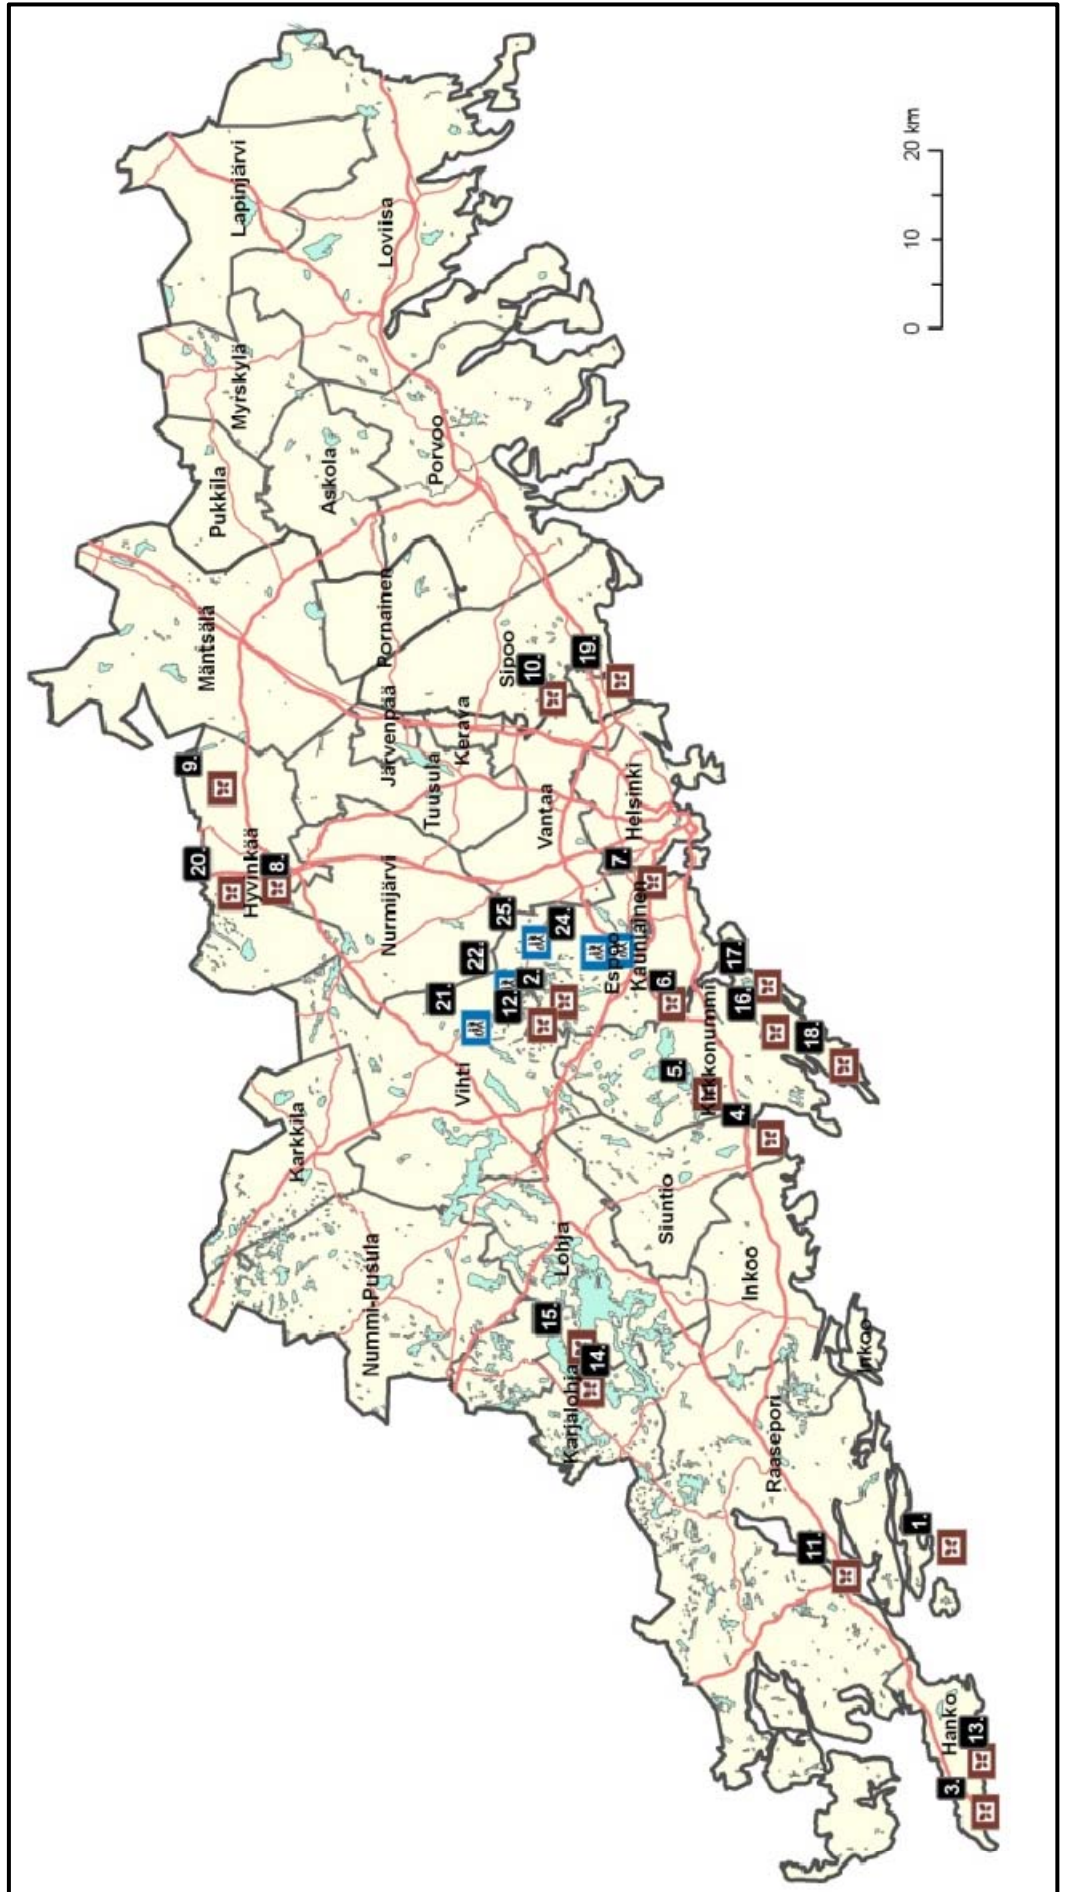 Lapinjärvi
Loviisa
Myrskylä
Pukkila
Askola
Porvoo
Mäntsälä
Pornainen
Sipoo
10.
19.
Järvenpää
Kerava
Tuusula
9.
20.
Hyvinkää
8.
Vantaa
Helsinki
7.
Nurmijärvi
25.
24.
22.
21.
2.
12.
Espoo
Kauniainen
6.
17.
16.
18.
5.
Kirkkonummi
4.
Vihti
Karkkila
Siuntio
Lohja
Nummi-Pusula
15.
14.
Karjalohja
Inkoo
Inkoo
Raasepori
11.
1.
Hanko
13.
3.
0 10 20 km